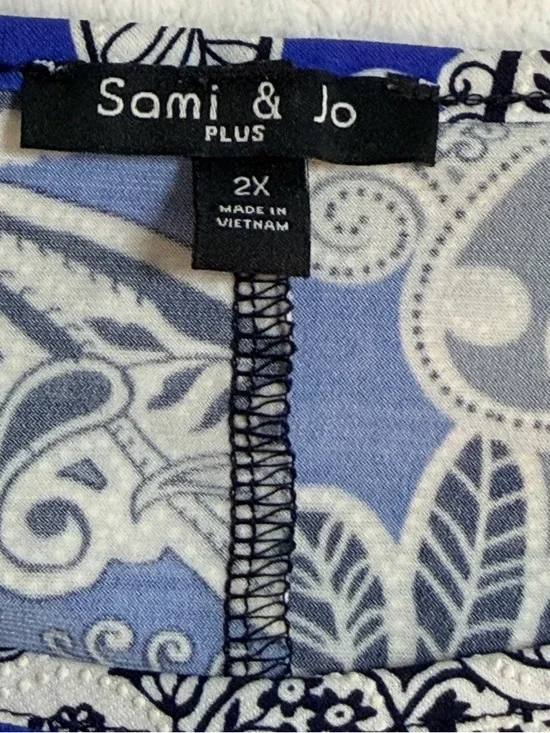 Sami & Jo
PLUS
2X
MADE IN
VIETNAM